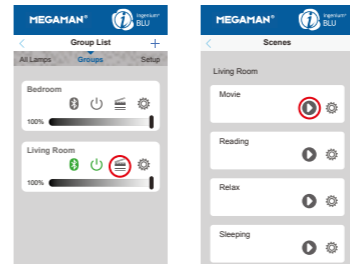 MEGAMAN®
ingenium®
BLU
Group List
All Lamps Groups Setup
Bedroom
100%
Living Room
100%
MEGAMAN®
ingenium®
BLU
Scenes
Living Room
Movie
Reading
Relax
Sleeping